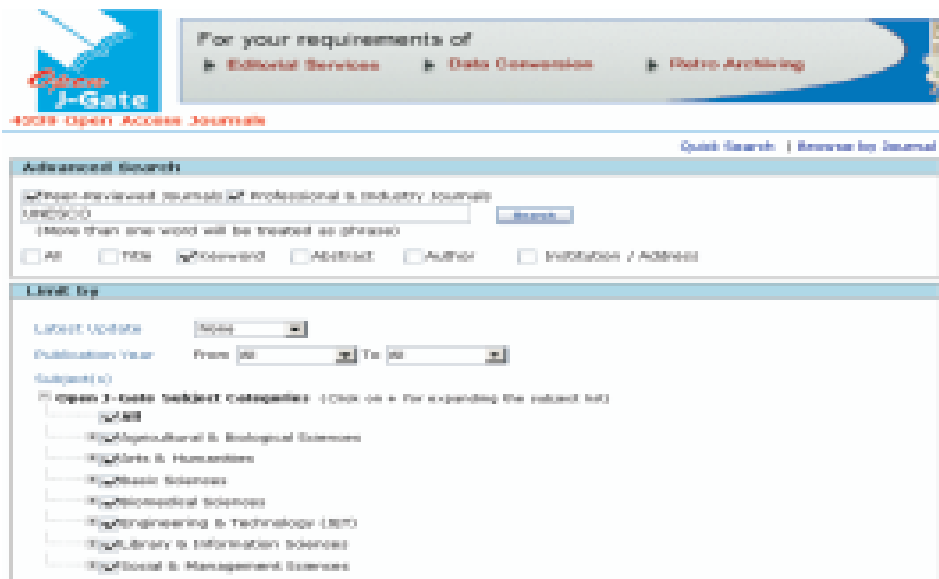 For your requirements of
Editorial Services Data Conversion Retro Archiving
Open
J-Gate
Open Access Journals
Quick Search | Browse by Journal
Advanced Search
Peer-Reviewed Journals Professional & Industry Journals
UNESCO
Search
(More than one word will be treated as phrase)
All Title Keyword Abstract Author Institution / Address
Limit by
Latest Update None
Publication Year From All To All
Subject(s)
Open J-Gate Subject Categories (Click on + for expanding the subject list)
All
Agricultural & Biological Sciences
Arts & Humanities
Basic Sciences
Biomedical Sciences
Engineering & Technology
Library & Information Sciences
Social & Management Sciences